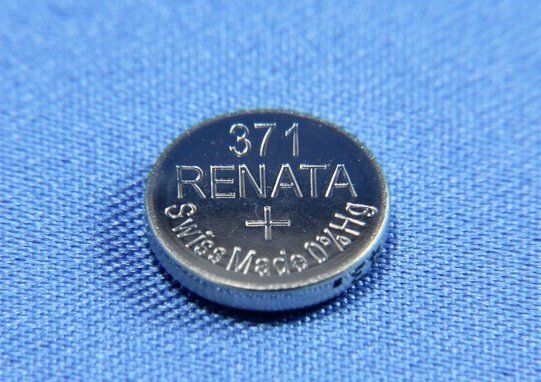 371
RENATA
+
Swiss Made 0%Hg